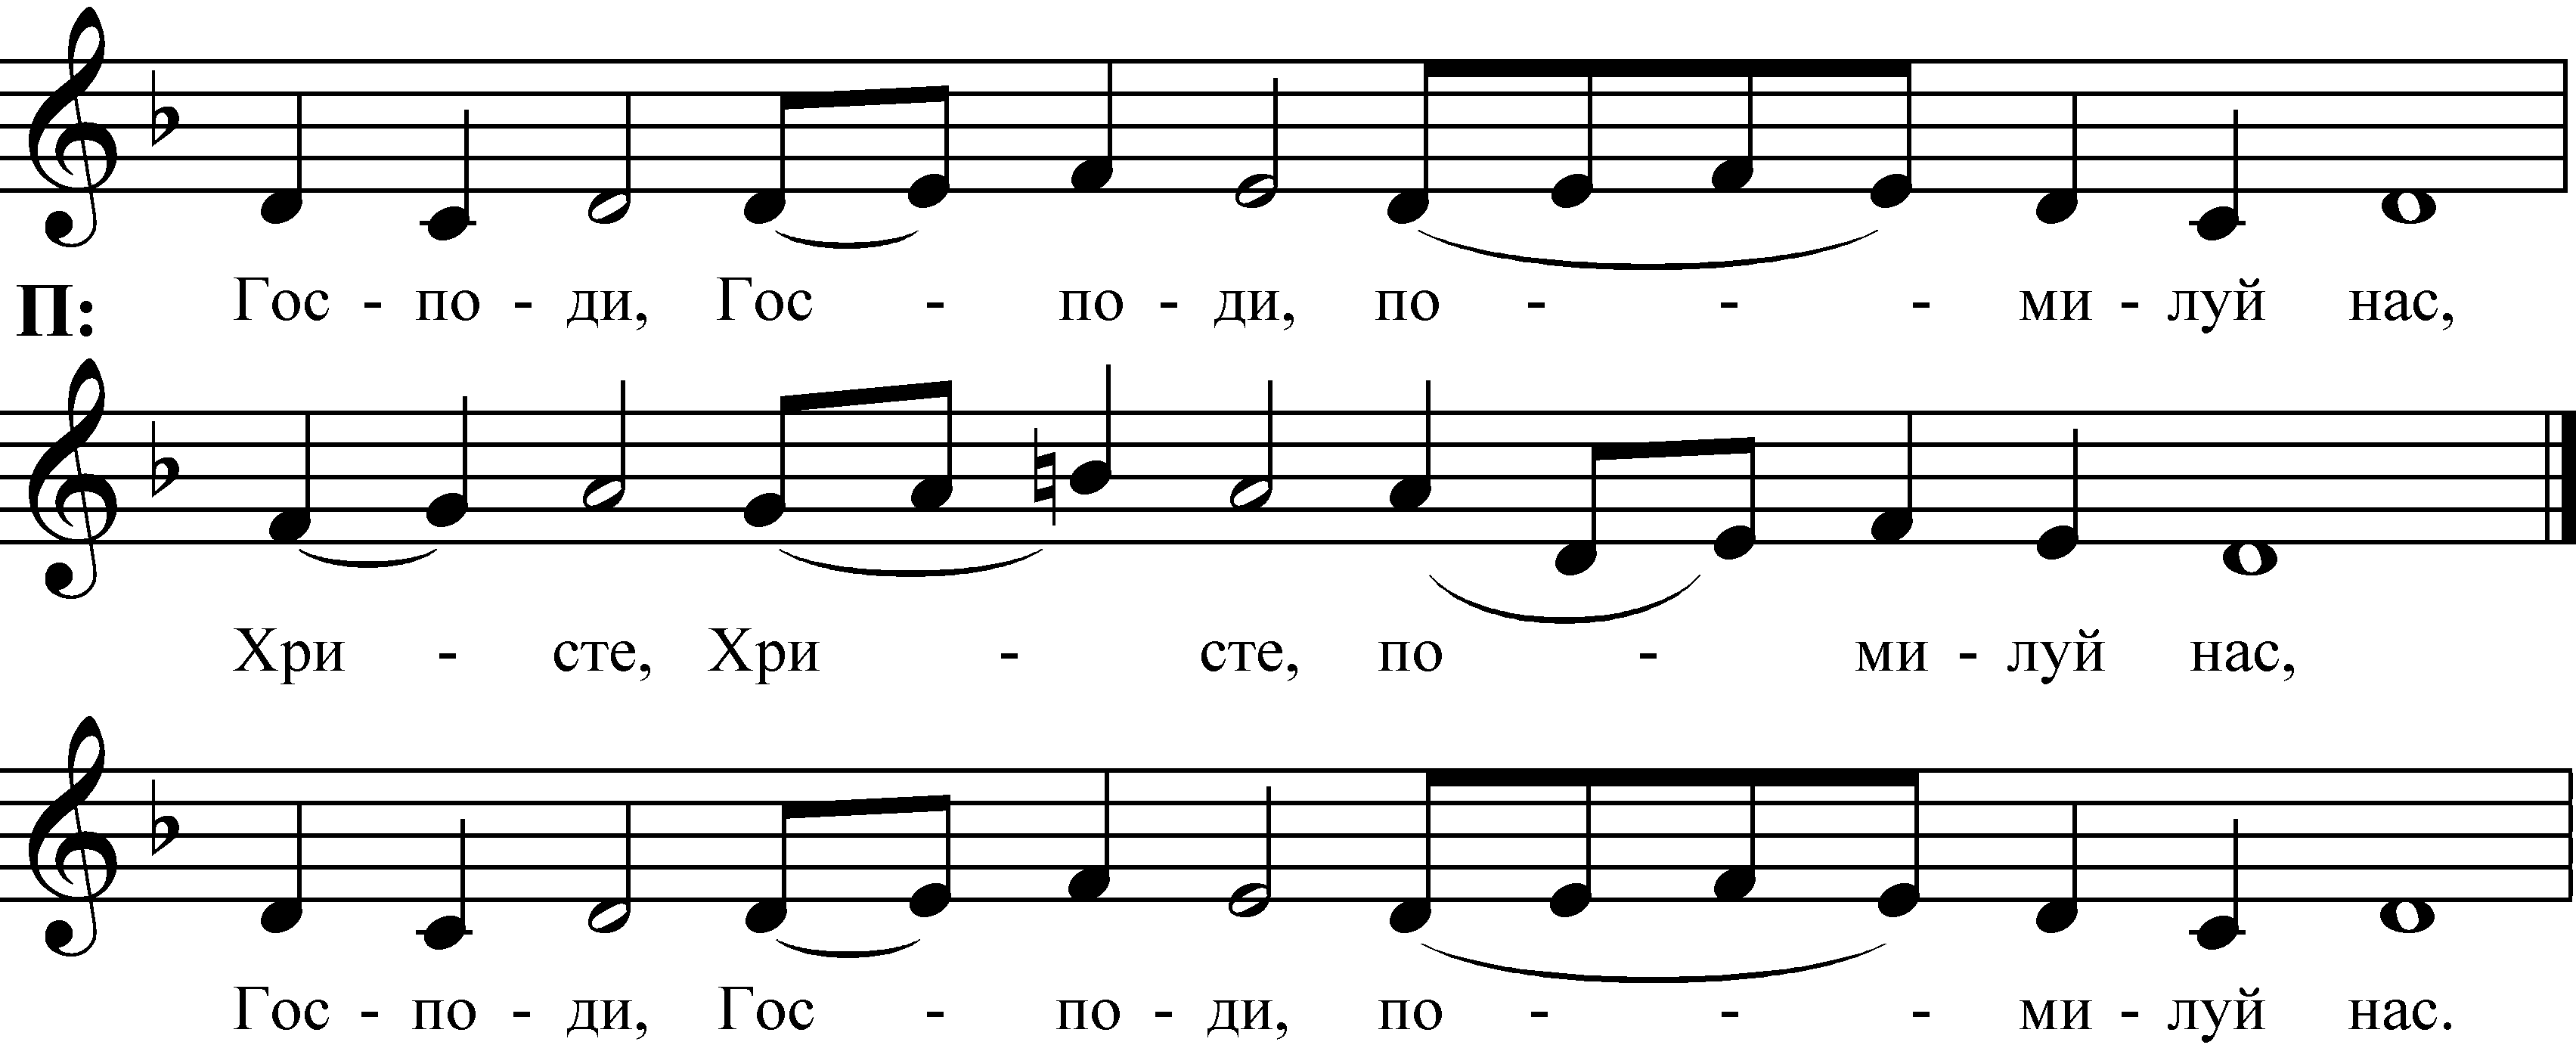 П: Гос - по - ди, Гос - по - ди, по - - - ми - луй нас,
Хри - сте, Хри - сте, по - ми - луй нас,
Гос - по - ди, Гос - по - ди, по - - - ми - луй нас.